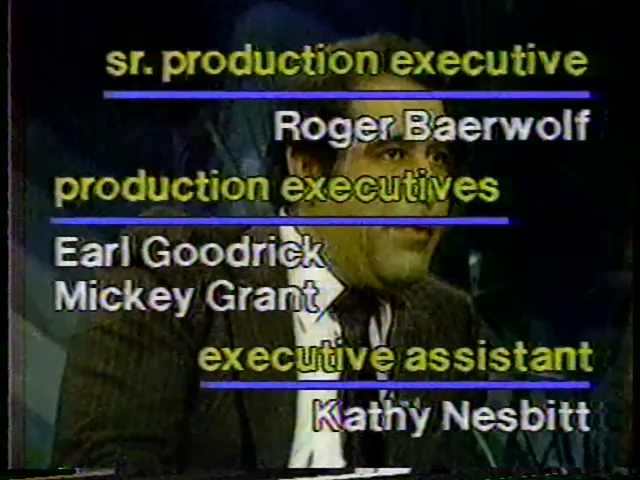 sr. production executive
Roger Baerwolf
production executives
Earl Goodrick
Mickey Grant
executive assistant
Kathy Nesbitt